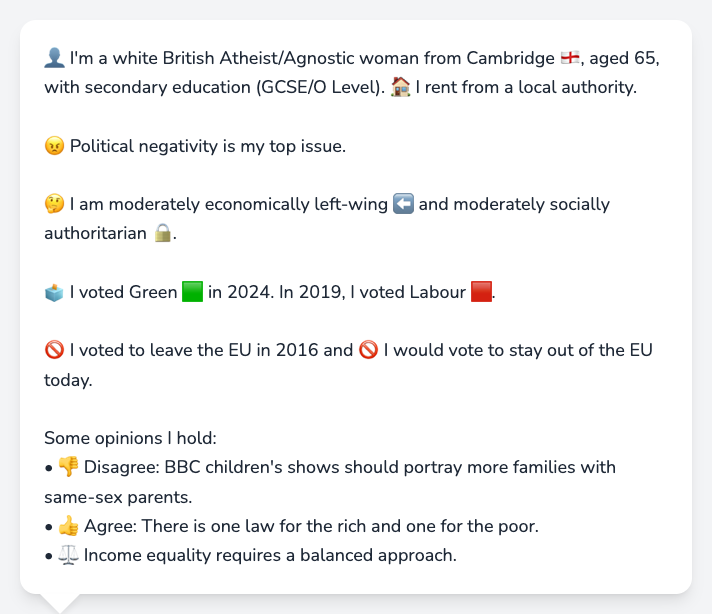 👤 I'm a white British Atheist/Agnostic woman from Cambridge 🏴󠁧󠁢󠁥󠁮󠁧󠁿, aged 65,
with secondary education (GCSE/O Level). 🏠 I rent from a local authority.
😠 Political negativity is my top issue.
🤔 I am moderately economically left-wing ⬅️ and moderately socially
authoritarian 🔒.
🗳️ I voted Green 🟩 in 2024. In 2019, I voted Labour 🟥.
🚫 I voted to leave the EU in 2016 and 🚫 I would vote to stay out of the EU
today.
Some opinions I hold:
• 👎 Disagree: BBC children's shows should portray more families with
same-sex parents.
• 👍 Agree: There is one law for the rich and one for the poor.
• ⚖️ Income equality requires a balanced approach.